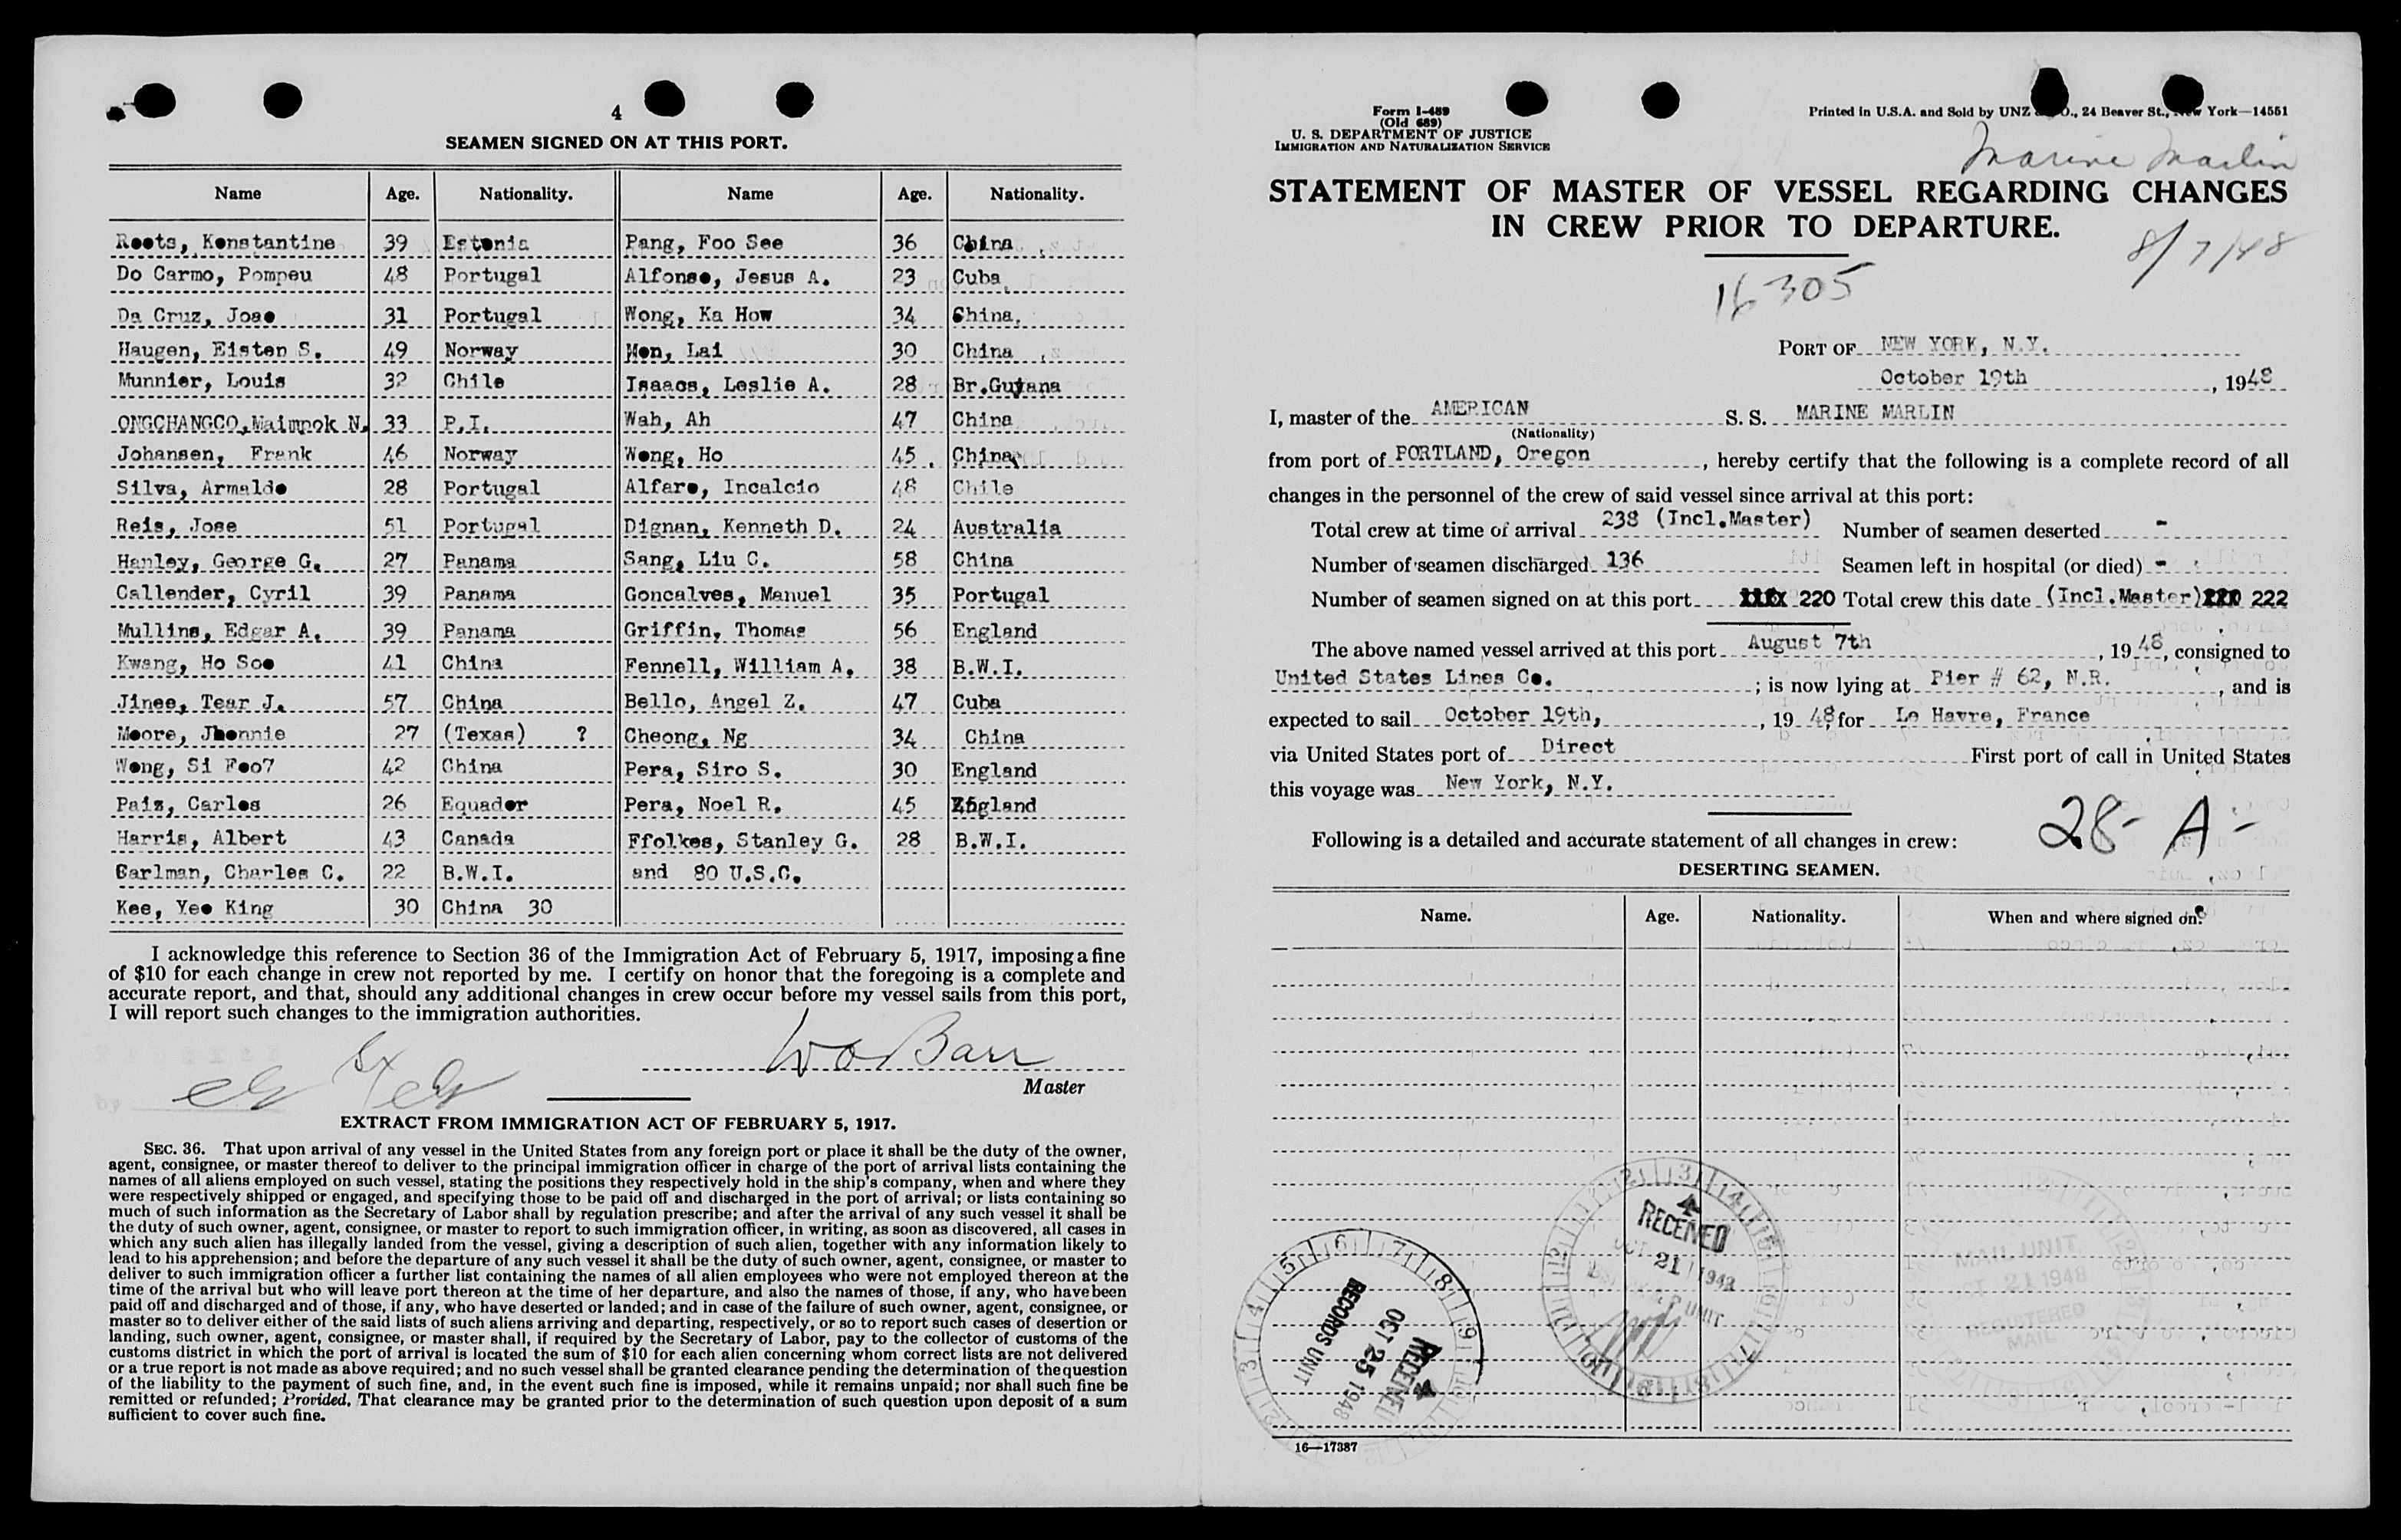 4
SEAMEN SIGNED ON AT THIS PORT.
Name Age. Nationality. Name Age. Nationality.
Roots, Konstantine 39 Estonia Pang, Foo See 36 China
Do Carmo, Pompeu 48 Portugal Alfonso, Jesus A. 23 Cuba
Da Cruz, Jose 31 Portugal Wong, Ka How 34 China.
Haugen, Eisten S. 49 Norway Mon, Lai 30 China
Munnier, Louis 32 Chile Isaacs, Leslie A. 28 Br.Guyana
ONGCHANGCO,Maimpok N. 33 P.I. Wah, Ah 47 China
Johansen, Frank 46 Norway Wong, Ho 45 China
Silva, Armaldo 28 Portugal Alfaro, Incalcio 48 Chile
Reis, Jose 51 Portugal Dignan, Kenneth D. 24 Australia
Hanley, George G. 27 Panama Sang, Liu C. 58 China
Callender, Cyril 39 Panama Goncalves, Manuel 35 Portugal
Mullins, Edgar A. 39 Panama Griffin, Thomas 56 England
Kwang, Ho Soo 41 China Fennell, William A. 38 B.W.I.
Jinee, Tear J. 57 China Bello, Angel Z. 47 Cuba
Moore, Jhonnie 27 (Texas) ? Cheong, Ng 34 China
Wong, Si Foo7 42 China Pera, Siro S. 30 England
Paiz, Carlos 26 Equador Pera, Noel R. 45 England
Harris, Albert 43 Canada Ffolkes, Stanley G. 28 B.W.I.
Carlman, Charles C. 22 B.W.I. and 80 U.S.C.
Kee, Yee King 30 China 30
I acknowledge this reference to Section 36 of the Immigration Act of February 5, 1917, imposing a fine
of $10 for each change in crew not reported by me. I certify on honor that the foregoing is a complete and
accurate report, and that, should any additional changes in crew occur before my vessel sails from this port,
I will report such changes to the immigration authorities.
W O Barr
Master
EXTRACT FROM IMMIGRATION ACT OF FEBRUARY 5, 1917.
SEC. 36. That upon arrival of any vessel in the United States from any foreign port or place it shall be the duty of the owner,
agent, consignee, or master thereof to deliver to the principal immigration officer in charge of the port of arrival lists containing the
names of all aliens employed on such vessel, stating the positions they respectively hold in the ship's company, when and where they
were respectively shipped or engaged, and specifying those to be paid off and discharged in the port of arrival; or lists containing so
much of such information as the Secretary of Labor shall by regulation prescribe; and after the arrival of any such vessel it shall be
the duty of such owner, agent, consignee, or master to report to such immigration officer, in writing, as soon as discovered, all cases in
which any such alien has illegally landed from the vessel, giving a description of such alien, together with any information likely to
lead to his apprehension; and before the departure of any such vessel it shall be the duty of such owner, agent, consignee, or master to
deliver to such immigration officer a further list containing the names of all alien employees who were not employed thereon at the
time of the arrival but who will leave port thereon at the time of her departure, and also the names of those, if any, who have been
paid off and discharged and of those, if any, who have deserted or landed; and in case of the failure of such owner, agent, consignee, or
master so to deliver either of the said lists of such aliens arriving and departing, respectively, or so to report such cases of desertion or
landing, such owner, agent, consignee, or master shall, if required by the Secretary of Labor, pay to the collector of customs of the
customs district in which the port of arrival is located the sum of $10 for each alien concerning whom correct lists are not delivered
or a true report is not made as above required; and no such vessel shall be granted clearance pending the determination of the question
of the liability to the payment of such fine, and, in the event such fine is imposed, while it remains unpaid; nor shall such fine be
remitted or refunded; Provided, That clearance may be granted prior to the determination of such question upon deposit of a sum
sufficient to cover such fine.
Form I-489
(Old 689)
U. S. DEPARTMENT OF JUSTICE
IMMIGRATION AND NATURALIZATION SERVICE
Printed in U.S.A. and Sold by UNZ & CO., 24 Beaver St., New York—14551
Marine Marlin
STATEMENT OF MASTER OF VESSEL REGARDING CHANGES
IN CREW PRIOR TO DEPARTURE.
8/7/48
16305
PORT OF NEW YORK, N.Y.
October 19th, 1948
I, master of the AMERICAN S. S. MARINE MARLIN
(Nationality)
from port of PORTLAND, Oregon, hereby certify that the following is a complete record of all
changes in the personnel of the crew of said vessel since arrival at this port:
Total crew at time of arrival 238 (Incl.Master) Number of seamen deserted -
Number of seamen discharged 136 Seamen left in hospital (or died) -
Number of seamen signed on at this port 220 Total crew this date (Incl.Master) 222
The above named vessel arrived at this port August 7th, 1948, consigned to
United States Lines Co.; is now lying at Pier # 62, N.R., and is
expected to sail October 19th, 1948 for Le Havre, France
via United States port of Direct First port of call in United States
this voyage was New York, N.Y.
28- A-
Following is a detailed and accurate statement of all changes in crew:
DESERTING SEAMEN.
Name. Age. Nationality. When and where signed on.
RECEIVED
OCT 21 1948
UNIT
MAIL UNIT
OCT 21 1948
REGISTERED
MAIL
RECEIVED
OCT 25 1948
RECORDS UNIT
16—17387